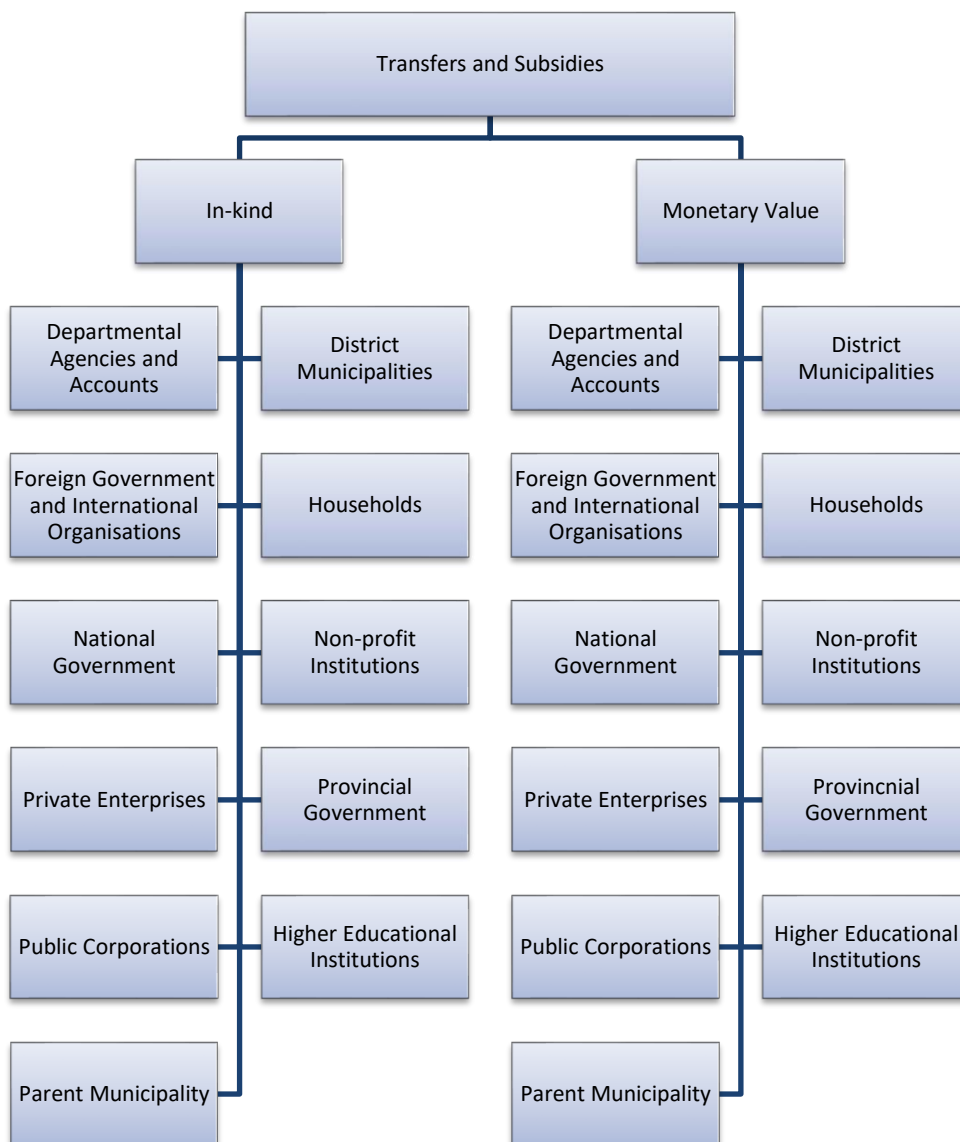 Transfers and Subsidies
In-kind
Monetary Value
Departmental
Agencies and
Accounts
District
Municipalities
Foreign Government
and International
Organisations
Households
National
Government
Non-profit
Institutions
Private Enterprises
Provincial
Government
Public Corporations
Higher Educational
Institutions
Parent Municipality
Departmental
Agencies and
Accounts
District
Municipalities
Foreign Government
and International
Organisations
Households
National
Government
Non-profit
Institutions
Private Enterprises
Provincnial
Government
Public Corporations
Higher Educational
Institutions
Parent Municipality